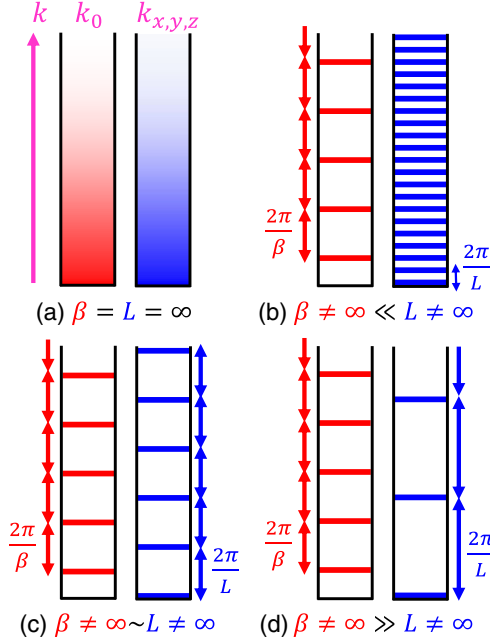 k k₀ kₓ,ᵧ,𝓏
2π/β
2π/L
(a) β = L = ∞
(b) β ≠ ∞ ≪ L ≠ ∞
2π/β
2π/L
2π/β
2π/L
(c) β ≠ ∞~L ≠ ∞
(d) β ≠ ∞ ≫ L ≠ ∞